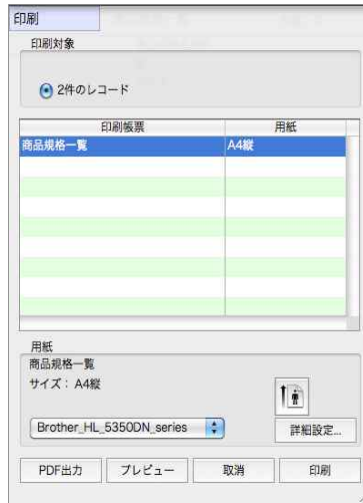 印刷
印刷対象
2件のレコード
印刷帳票 用紙
商品規格一覧 A4縦
用紙
商品規格一覧
サイズ： A4縦
Brother_HL_5350DN_series
詳細設定...
PDF出力 プレビュー 取消 印刷